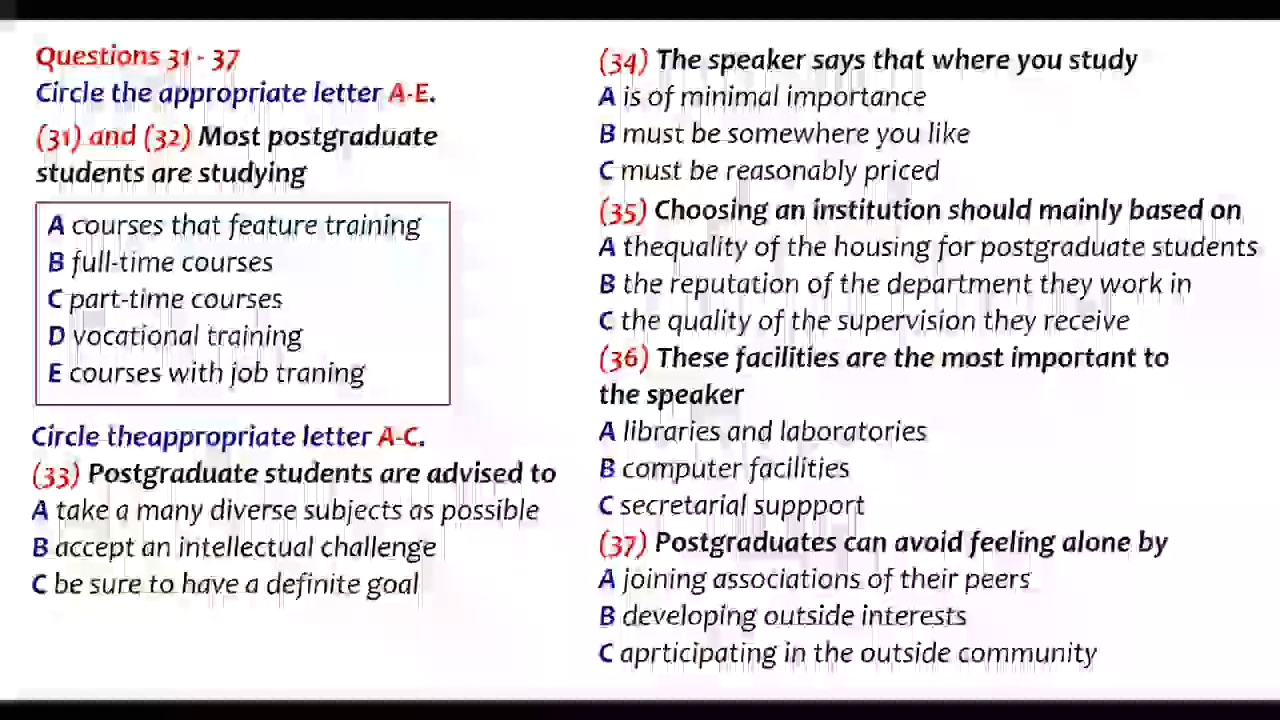 Questions 31 - 37
Circle the appropriate letter A-E.
(31) and (32) Most postgraduate
students are studying
A courses that feature training
B full-time courses
C part-time courses
D vocational training
E courses with job traning
Circle theappropriate letter A-C.
(33) Postgraduate students are advised to
A take a many diverse subjects as possible
B accept an intellectual challenge
C be sure to have a definite goal
(34) The speaker says that where you study
A is of minimal importance
B must be somewhere you like
C must be reasonably priced
(35) Choosing an institution should mainly based on
A thequality of the housing for postgraduate students
B the reputation of the department they work in
C the quality of the supervision they receive
(36) These facilities are the most important to
the speaker
A libraries and laboratories
B computer facilities
C secretarial suppport
(37) Postgraduates can avoid feeling alone by
A joining associations of their peers
B developing outside interests
C aprticipating in the outside community